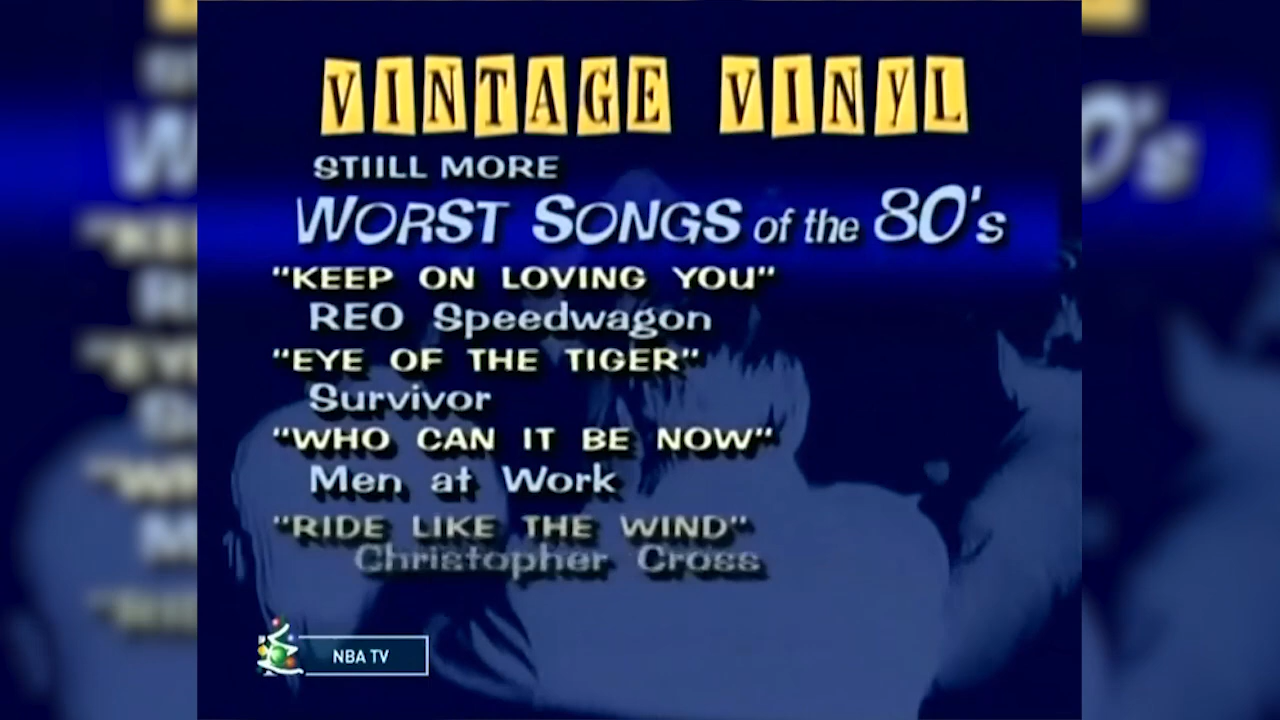 VINTAGE VINYL
STIILL MORE
WORST SONGS of the 80's
"KEEP ON LOVING YOU"
REO Speedwagon
"EYE OF THE TIGER"
Survivor
"WHO CAN IT BE NOW"
Men at Work
"RIDE LIKE THE WIND"
Christopher Cross
NBA TV